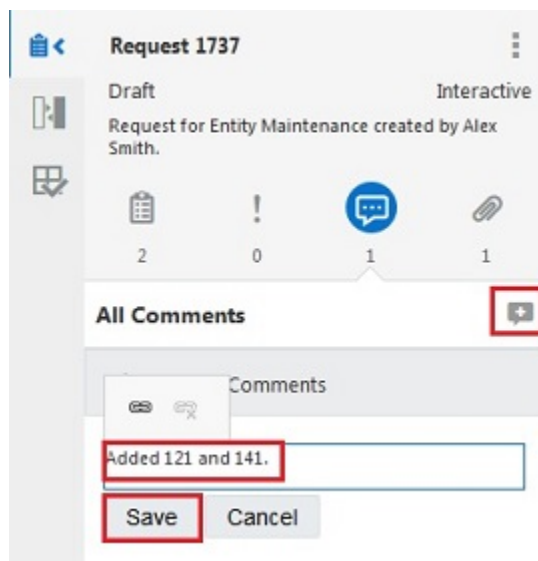 Request 1737
Draft Interactive
Request for Entity Maintenance created by Alex
Smith.
2 0 1 1
All Comments
Comments
Added 121 and 141.
Save Cancel